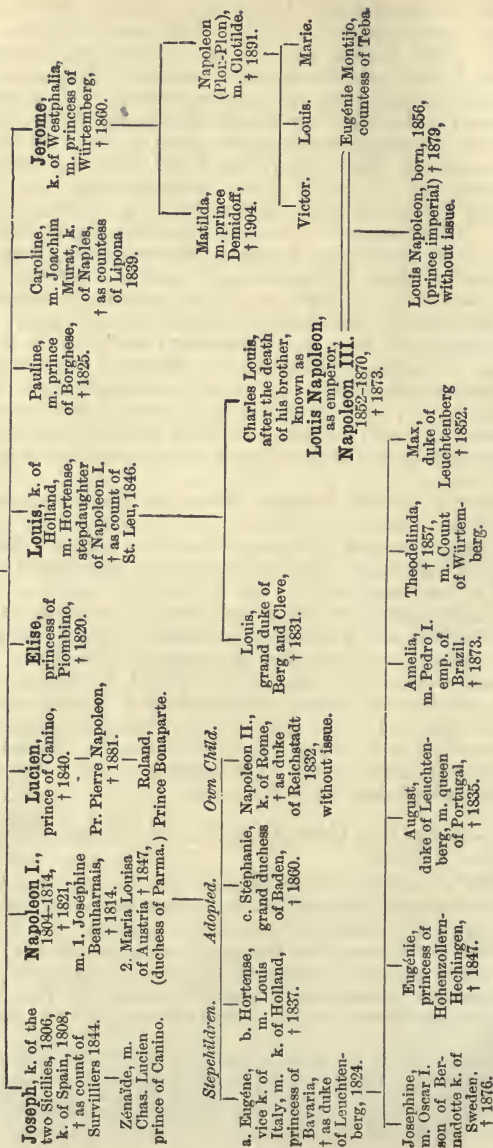 Joseph, k. of the
two Sicilies, 1806,
k. of Spain, 1808,
† as count of
Survilliers 1844.
Zénaïde, m.
Chas. Lucien
prince of Canino.
Napoleon I.,
1804–1814,
† 1821,
m. 1. Joséphine
Beauharnais,
† 1814.
2. Maria Louisa
of Austria † 1847,
(duchess of Parma.)
Lucien,
prince of Canino,
† 1840.
Pr. Pierre Napoleon,
† 1881.
Roland,
Prince Bonaparte.
Elise,
princess of
Piombino,
† 1820.
Louis, k. of
Holland,
m. Hortense,
stepdaughter
of Napoleon I.
† as count of
St. Leu, 1846.
Pauline,
m. prince
of Borghese,
† 1825.
Caroline,
m. Joachim
Murat, k.
of Naples,
† as countess
of Lipona
1839.
Jerome,
k. of Westphalia,
m. princess of
Würtemberg,
† 1860.
Stepchildren.
Adopted.
Own Child.
a. Eugéne,
vice k. of
Italy, m.
princess of
Bavaria,
† as duke
of Leuchten-
berg, 1824.
b. Hortense,
m. Louis
k. of Holland,
† 1837.
c. Stéphanie,
grand duchess
of Baden,
† 1860.
Napoleon II.,
k. of Rome,
† as duke
of Reichstadt
1832,
without issue.
Louis,
grand duke of
Berg and Cleve,
† 1831.
Charles Louis,
after the death
of his brother,
known as
Louis Napoleon,
as emperor,
Napoleon III.
1852–1870,
† 1873.
Matilda,
m. prince
Demidoff,
† 1904.
Napoleon
(Plon-Plon),
m. Clotilde.
† 1891.
Victor.
Louis.
Marie.
Eugénie Montijo,
countess of Teba.
Louis Napoleon, born, 1856,
(prince imperial) † 1879,
without issue.
Josephine,
m. Oscar I.
son of Ber-
nadotte k. of
Sweden.
† 1876.
Eugénie,
princess of
Hohenzollern-
Hechingen,
† 1847.
August,
duke of Leuchten-
berg, m. queen
of Portugal,
† 1835.
Amelia,
m. Pedro I.
emp. of
Brazil.
† 1873.
Theodelinda,
† 1857,
m. Count
of Würtem-
berg.
Max,
duke of
Leuchtenberg
† 1852.